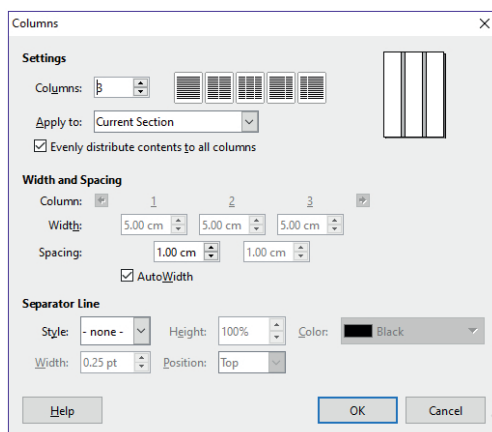 Columns
Settings
Columns: 3
Apply to: Current Section
Evenly distribute contents to all columns
Width and Spacing
Column: 1 2 3
Width: 5.00 cm 5.00 cm 5.00 cm
Spacing: 1.00 cm 1.00 cm
AutoWidth
Separator Line
Style: - none - Height: 100% Color: Black
Width: 0.25 pt Position: Top
Help OK Cancel